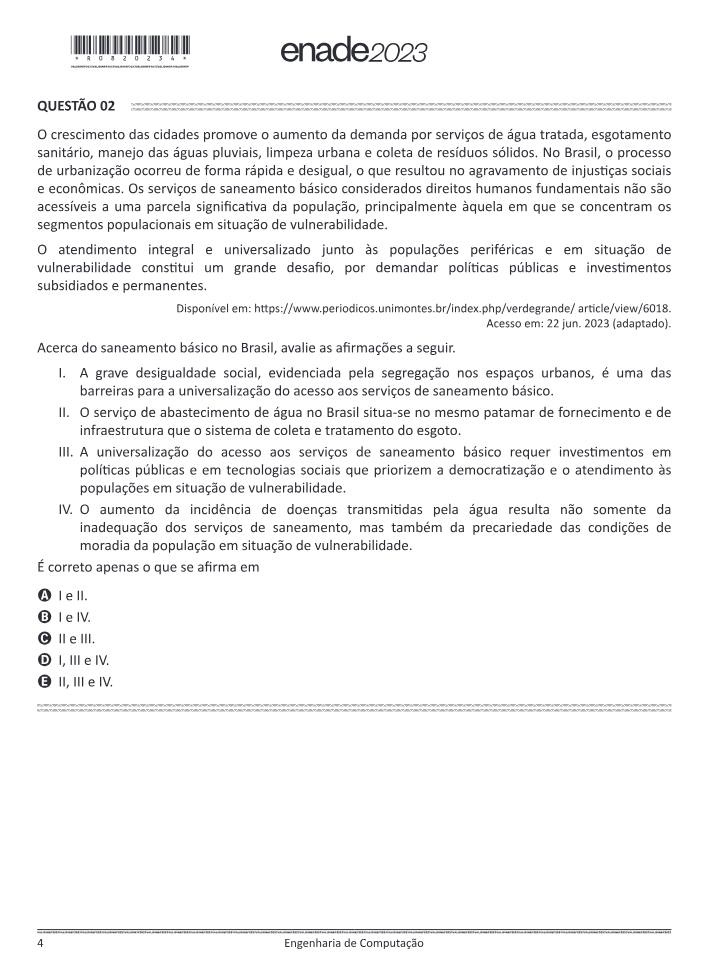 *R0820234*
enade2023
QUESTÃO 02
O crescimento das cidades promove o aumento da demanda por serviços de água tratada, esgotamento
sanitário, manejo das águas pluviais, limpeza urbana e coleta de resíduos sólidos. No Brasil, o processo
de urbanização ocorreu de forma rápida e desigual, o que resultou no agravamento de injustiças sociais
e econômicas. Os serviços de saneamento básico considerados direitos humanos fundamentais não são
acessíveis a uma parcela significativa da população, principalmente àquela em que se concentram os
segmentos populacionais em situação de vulnerabilidade.
O atendimento integral e universalizado junto às populações periféricas e em situação de
vulnerabilidade constitui um grande desafio, por demandar políticas públicas e investimentos
subsidiados e permanentes.
Disponível em: https://www.periodicos.unimontes.br/index.php/verdegrande/ article/view/6018.
Acesso em: 22 jun. 2023 (adaptado).
Acerca do saneamento básico no Brasil, avalie as afirmações a seguir.
I. A grave desigualdade social, evidenciada pela segregação nos espaços urbanos, é uma das
barreiras para a universalização do acesso aos serviços de saneamento básico.
II. O serviço de abastecimento de água no Brasil situa-se no mesmo patamar de fornecimento e de
infraestrutura que o sistema de coleta e tratamento do esgoto.
III. A universalização do acesso aos serviços de saneamento básico requer investimentos em
políticas públicas e em tecnologias sociais que priorizem a democratização e o atendimento às
populações em situação de vulnerabilidade.
IV. O aumento da incidência de doenças transmitidas pela água resulta não somente da
inadequação dos serviços de saneamento, mas também da precariedade das condições de
moradia da população em situação de vulnerabilidade.
É correto apenas o que se afirma em
A I e II.
B I e IV.
C II e III.
D I, III e IV.
E II, III e IV.
4
Engenharia de Computação